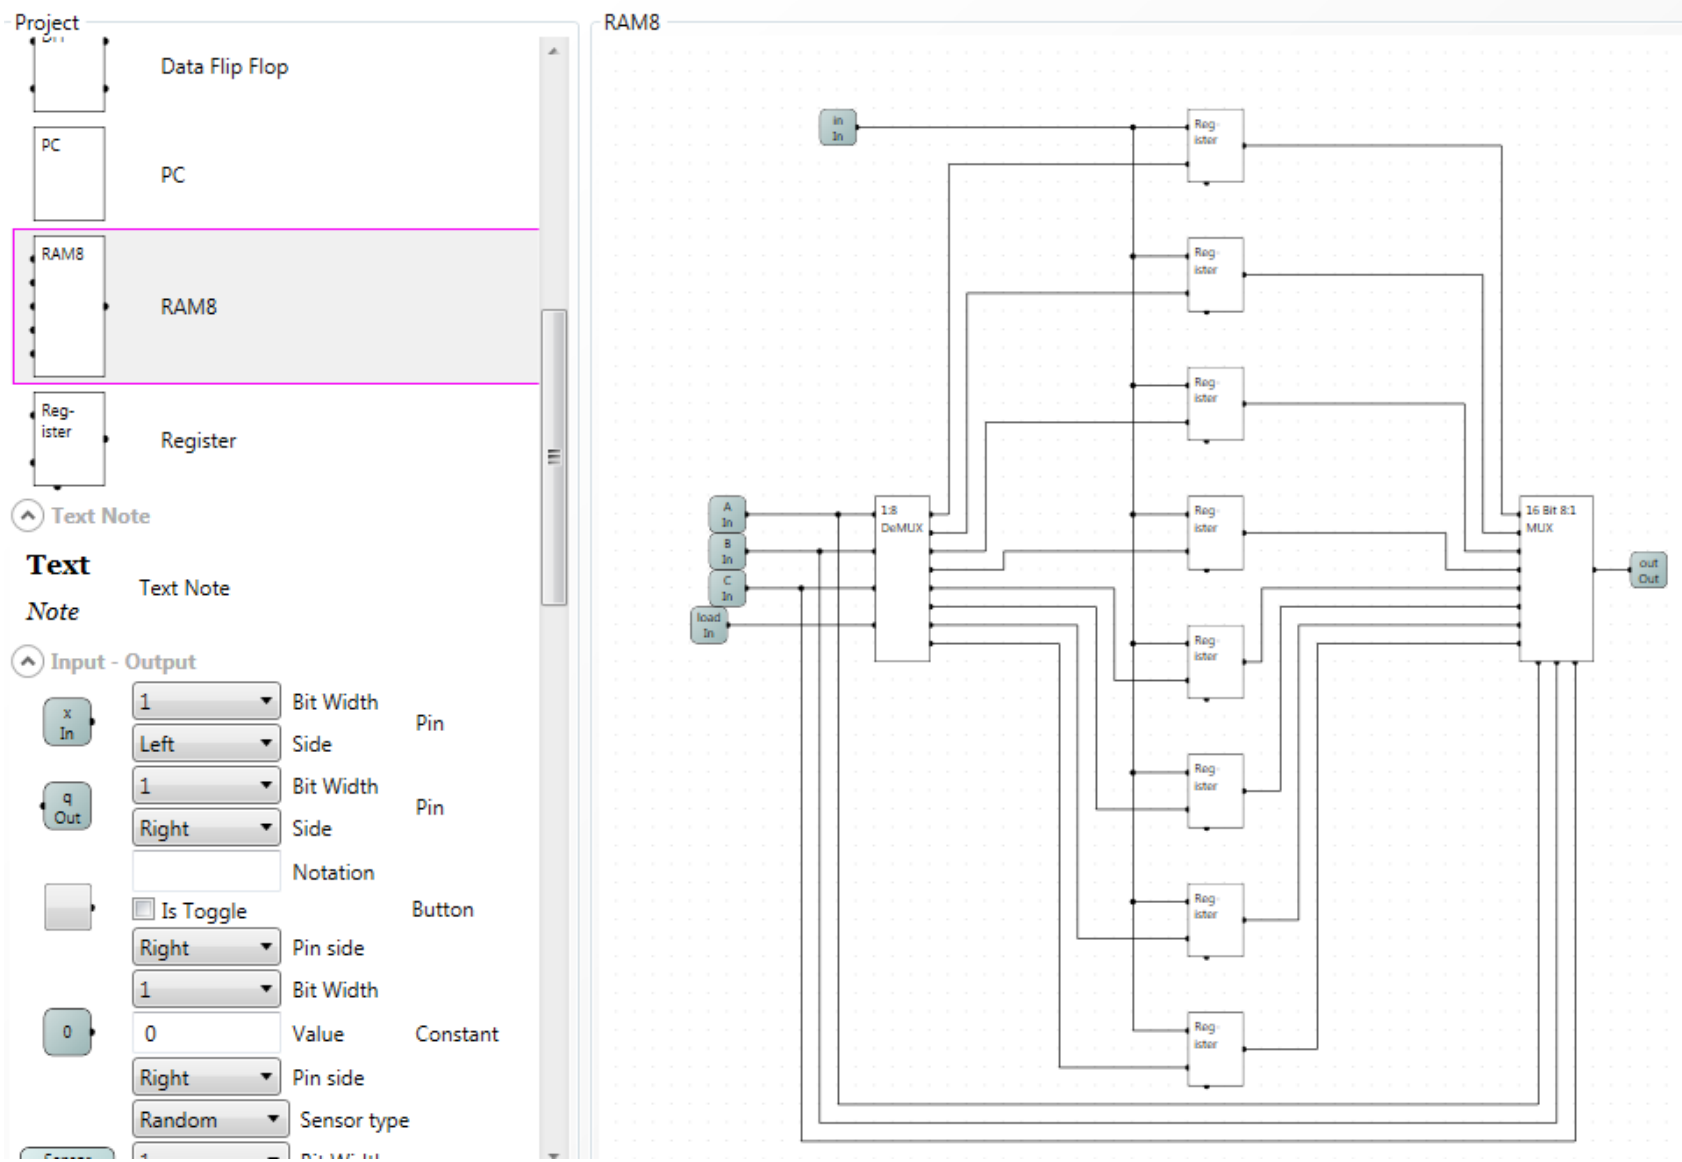 Project
Data Flip Flop
PC
PC
RAM8
RAM8
Reg-
ister
Register
Text Note
Text
Note
Text Note
Input - Output
x
In
1
Bit Width
Left
Side
Pin
q
Out
1
Bit Width
Right
Side
Pin
Notation
Is Toggle
Right
Pin side
Button
0
1
Bit Width
0
Value
Right
Pin side
Constant
Random
Sensor type
Sensor
1
Bit Width
RAM8
in
In
Reg-
ister
Reg-
ister
Reg-
ister
A
In
B
In
C
In
load
In
1:8
DeMUX
Reg-
ister
16 Bit 8:1
MUX
out
Out
Reg-
ister
Reg-
ister
Reg-
ister
Reg-
ister